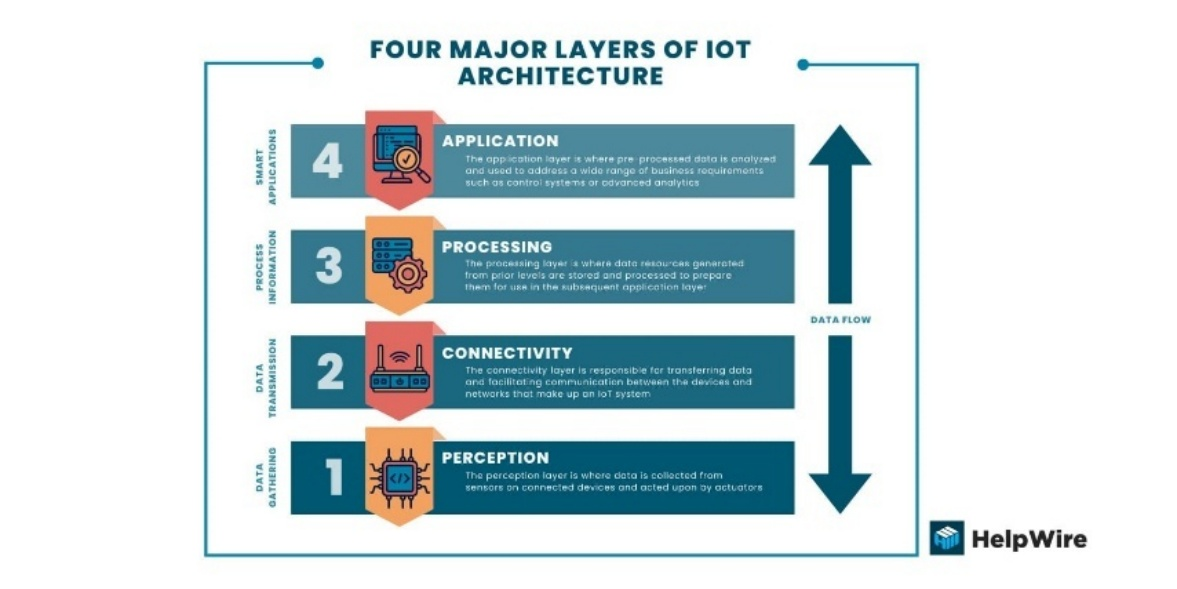 FOUR MAJOR LAYERS OF IOT
ARCHITECTURE
SMART
APPLICATIONS
4
APPLICATION
The application layer is where pre-processed data is analyzed
and used to address a wide range of business requirements
such as control systems or advanced analytics
PROCESS
INFORMATION
3
PROCESSING
The processing layer is where data resources generated
from prior levels are stored and processed to prepare
them for use in the subsequent application layer
DATA FLOW
DATA
TRANSMISSION
2
CONNECTIVITY
The connectivity layer is responsible for transferring data
and facilitating communication between the devices and
networks that make up an IoT system
DATA
GATHERING
1
</>
PERCEPTION
The perception layer is where data is collected from
sensors on connected devices and acted upon by actuators
HelpWire